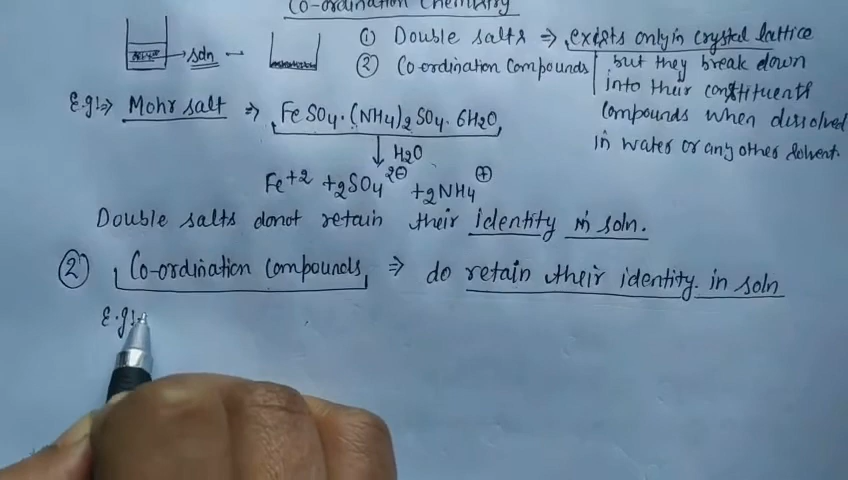 Co-ordination Chemistry
① Double salts ⇒ exists only in crystal lattice
→ soln -
② Co-ordination Compounds
but they break down
into their constituents
compounds when dissolved
in water or any other solvent.
E.g!⇒ Mohr salt ⇒ FeSO4·(NH4)2SO4·6H2O
↓ H2O
Fe+2 + 2SO4 2⊖ + 2NH4 ⊕
Double salts donot retain their identity in soln.
② Co-ordination Compounds ⇒ do retain their identity in soln
E.g!